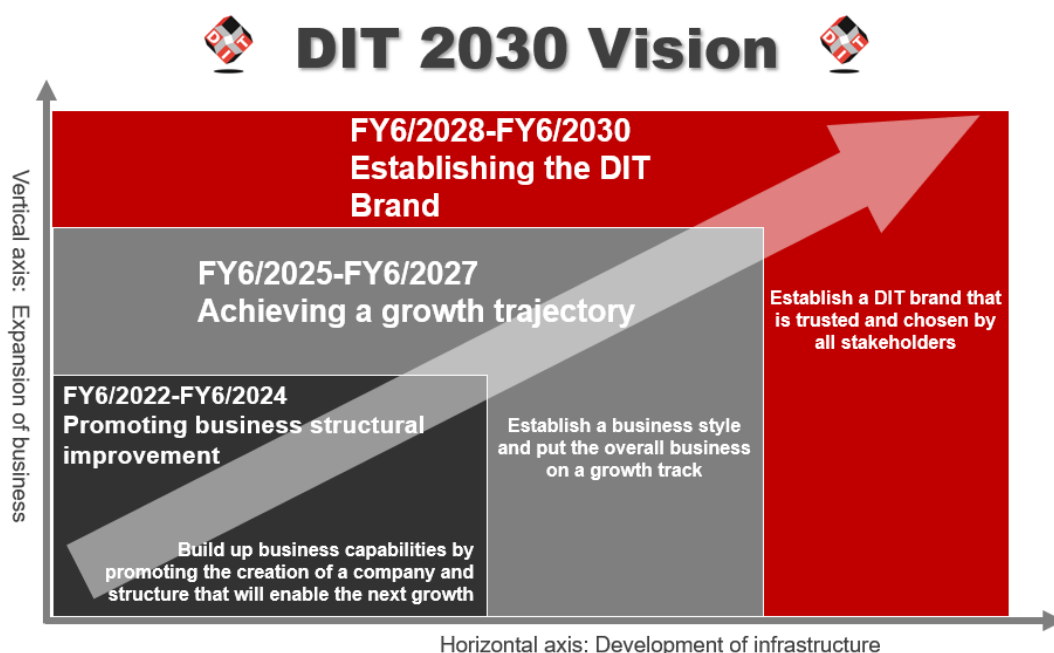 DIT 2030 Vision
DIT
DIT
Vertical axis: Expansion of business
FY6/2028-FY6/2030
Establishing the DIT
Brand
FY6/2025-FY6/2027
Achieving a growth trajectory
Establish a DIT brand that
is trusted and chosen by
all stakeholders
FY6/2022-FY6/2024
Promoting business structural
improvement
Establish a business style
and put the overall business
on a growth track
Build up business capabilities by
promoting the creation of a company and
structure that will enable the next growth
Horizontal axis: Development of infrastructure